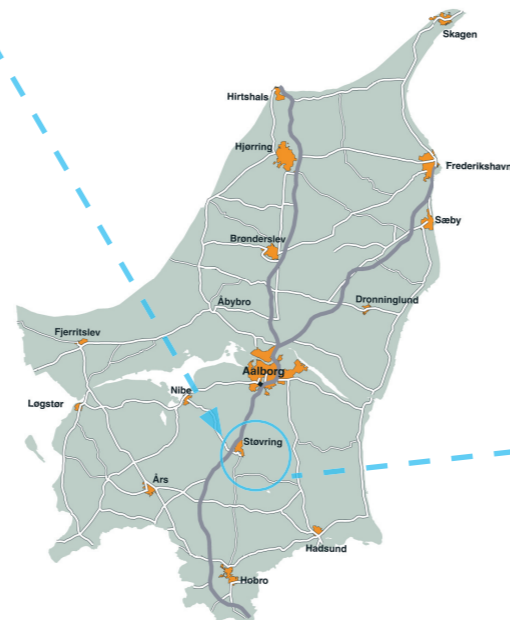 Skagen
Hirtshals
Hjørring
Frederikshavn
Sæby
Brønderslev
Åbybro
Dronninglund
Fjerritslev
Aalborg
Nibe
Løgstør
Støvring
Års
Hadsund
Hobro